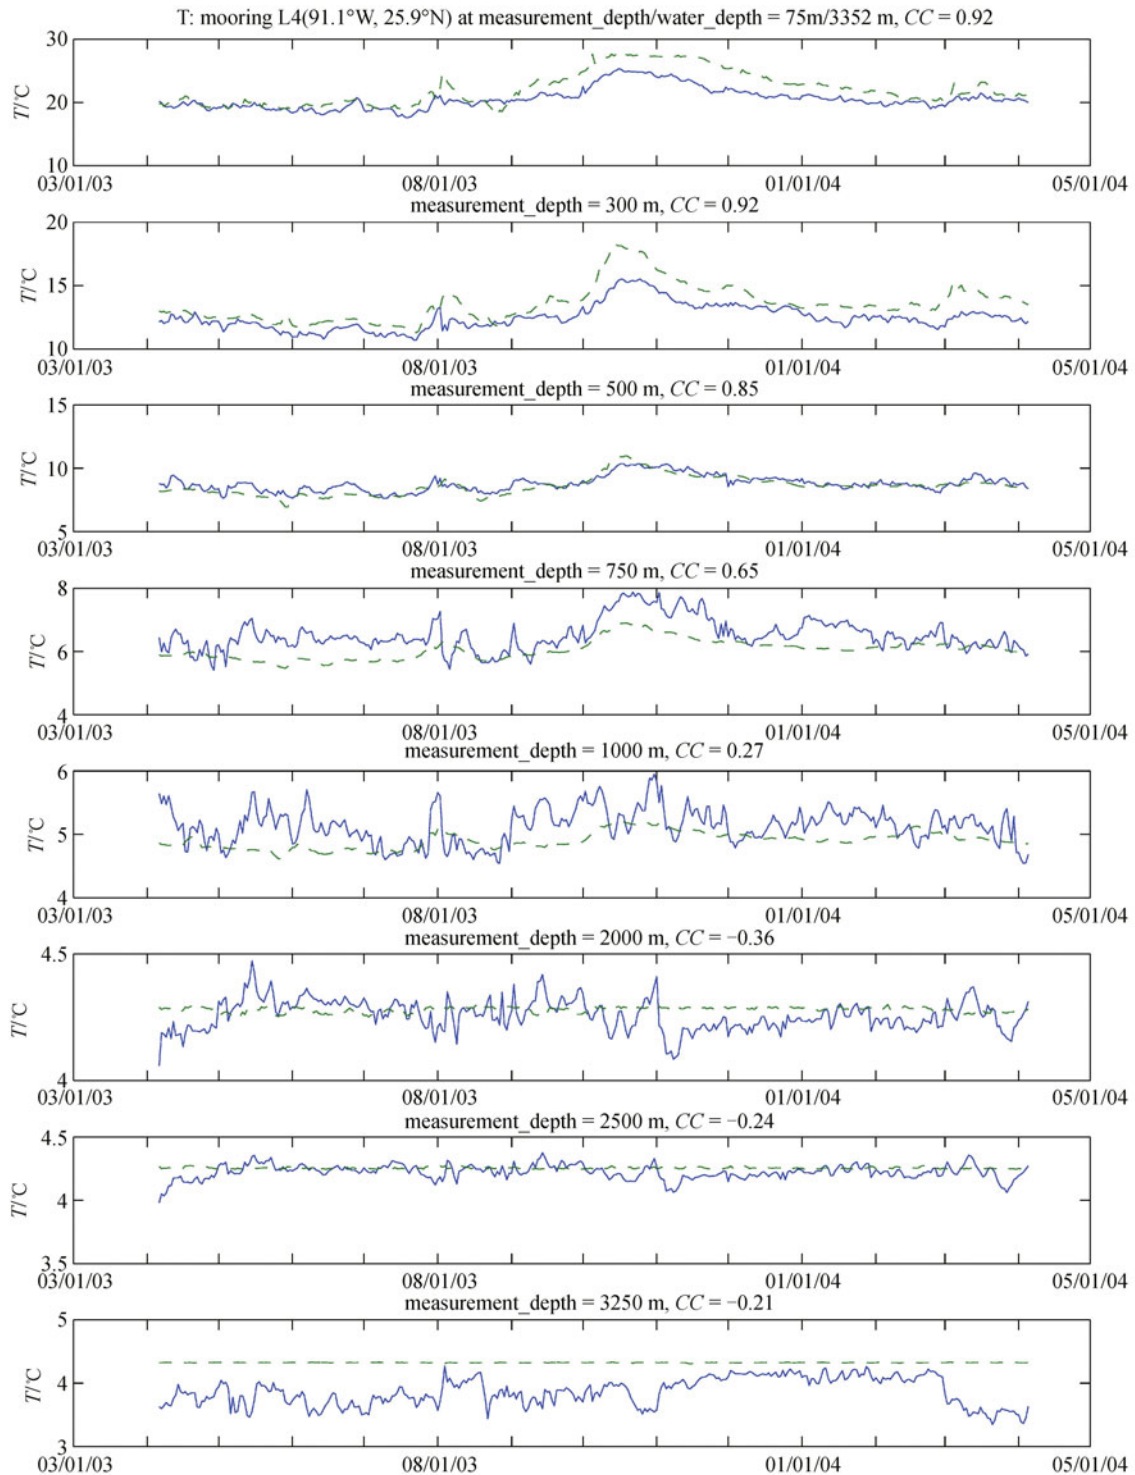 T: mooring L4(91.1°W, 25.9°N) at measurement_depth/water_depth = 75m/3352 m, CC = 0.92
30
20
10
T/℃
03/01/03 08/01/03 01/01/04 05/01/04
measurement_depth = 300 m, CC = 0.92
20
15
10
T/℃
03/01/03 08/01/03 01/01/04 05/01/04
measurement_depth = 500 m, CC = 0.85
15
10
5
T/℃
03/01/03 08/01/03 01/01/04 05/01/04
measurement_depth = 750 m, CC = 0.65
8
6
4
T/℃
03/01/03 08/01/03 01/01/04 05/01/04
measurement_depth = 1000 m, CC = 0.27
6
5
4
T/℃
03/01/03 08/01/03 01/01/04 05/01/04
measurement_depth = 2000 m, CC = −0.36
4.5
4
T/℃
03/01/03 08/01/03 01/01/04 05/01/04
measurement_depth = 2500 m, CC = −0.24
4.5
4
3.5
T/℃
03/01/03 08/01/03 01/01/04 05/01/04
measurement_depth = 3250 m, CC = −0.21
5
4
3
T/℃
03/01/03 08/01/03 01/01/04 05/01/04